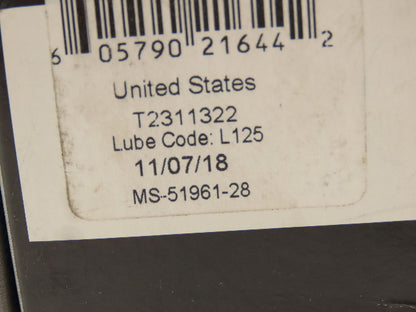 6 05790 21644 2
United States
T2311322
Lube Code: L125
11/07/18
MS-51961-28